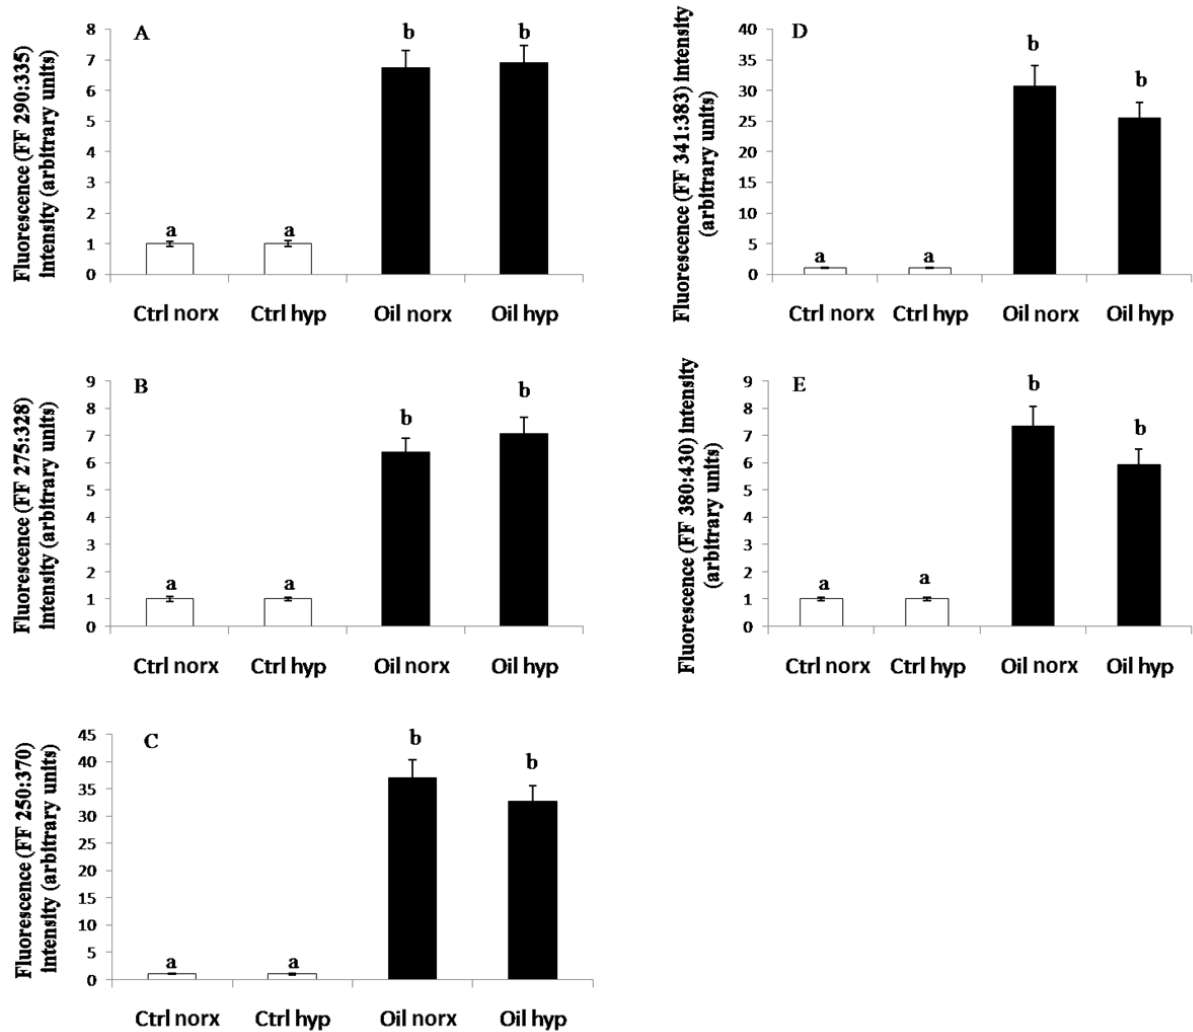 A
Fluorescence (FF 290:335)
intensity (arbitrary units)
8
7
6
5
4
3
2
1
0
a
a
b
b
Ctrl norx
Ctrl hyp
Oil norx
Oil hyp
D
Fluorescence (FF 341:383) intensity
(arbitrary units)
40
35
30
25
20
15
10
5
0
a
a
b
b
Ctrl norx
Ctrl hyp
Oil norx
Oil hyp
B
Fluorescence (FF 275:328)
intensity (arbitrary units)
9
8
7
6
5
4
3
2
1
0
a
a
b
b
Ctrl norx
Ctrl hyp
Oil norx
Oil hyp
E
Fluorescence (FF 380:430) intensity
(arbitrary units)
9
8
7
6
5
4
3
2
1
0
a
a
b
b
Ctrl norx
Ctrl hyp
Oil norx
Oil hyp
C
Fluorescence (FF 250:370)
intensity (arbitrary units)
45
40
35
30
25
20
15
10
5
0
a
a
b
b
Ctrl norx
Ctrl hyp
Oil norx
Oil hyp